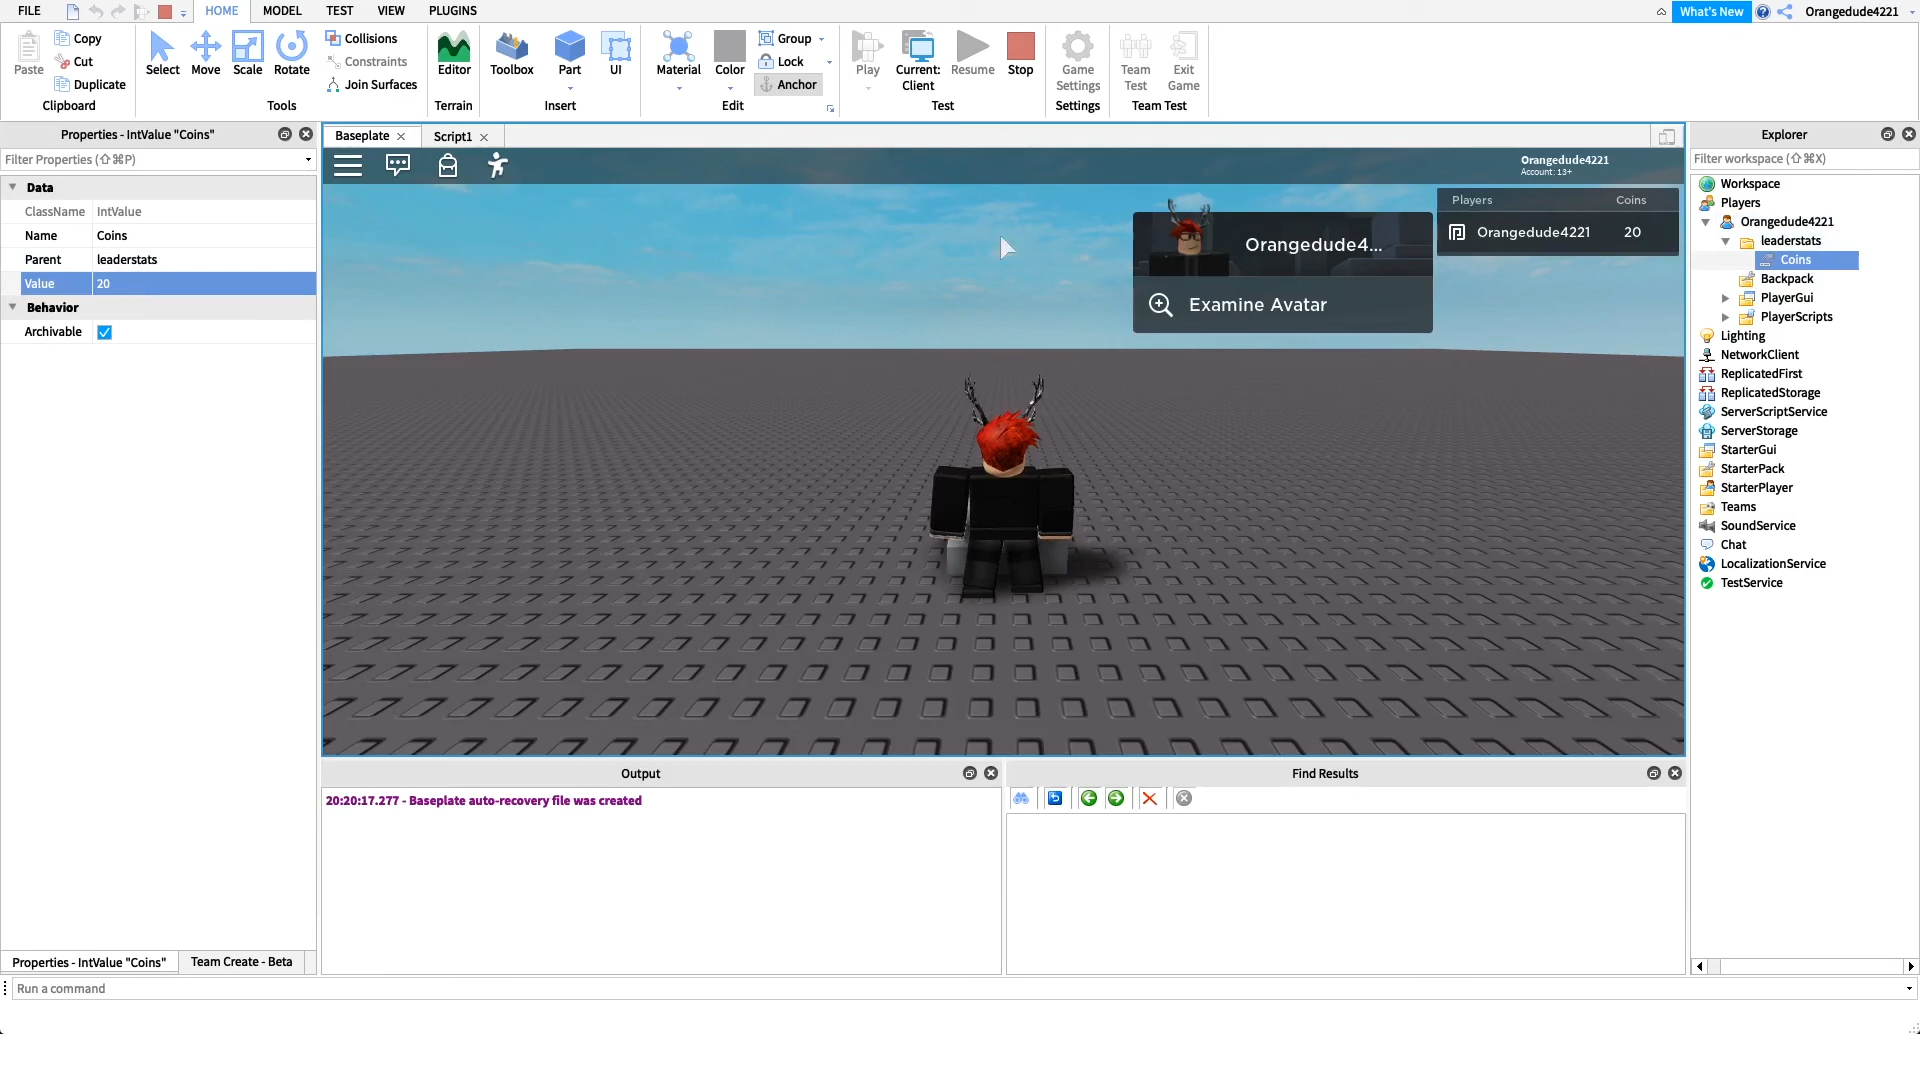 FILE HOME MODEL TEST VIEW PLUGINS What's New Orangedude4221
Paste Copy Cut Duplicate Clipboard
Select Move Scale Rotate Collisions Constraints Join Surfaces Tools
Editor Terrain
Toolbox Part UI Insert
Material Color Group Lock Anchor Edit
Play Current: Client Resume Stop Test
Game Settings Settings
Team Test Exit Game Team Test
Properties - IntValue "Coins"
Filter Properties (⇧⌘P)
Data
ClassName IntValue
Name Coins
Parent leaderstats
Value 20
Behavior
Archivable
Properties - IntValue "Coins" Team Create - Beta
Baseplate Script1
Orangedude4221
Account: 13+
Players Coins
Orangedude4221 20
Orangedude4...
Examine Avatar
Output
20:20:17.277 - Baseplate auto-recovery file was created
Find Results
Explorer
Filter workspace (⇧⌘X)
Workspace
Players
Orangedude4221
leaderstats
Coins
Backpack
PlayerGui
PlayerScripts
Lighting
NetworkClient
ReplicatedFirst
ReplicatedStorage
ServerScriptService
ServerStorage
StarterGui
StarterPack
StarterPlayer
Teams
SoundService
Chat
LocalizationService
TestService
Run a command